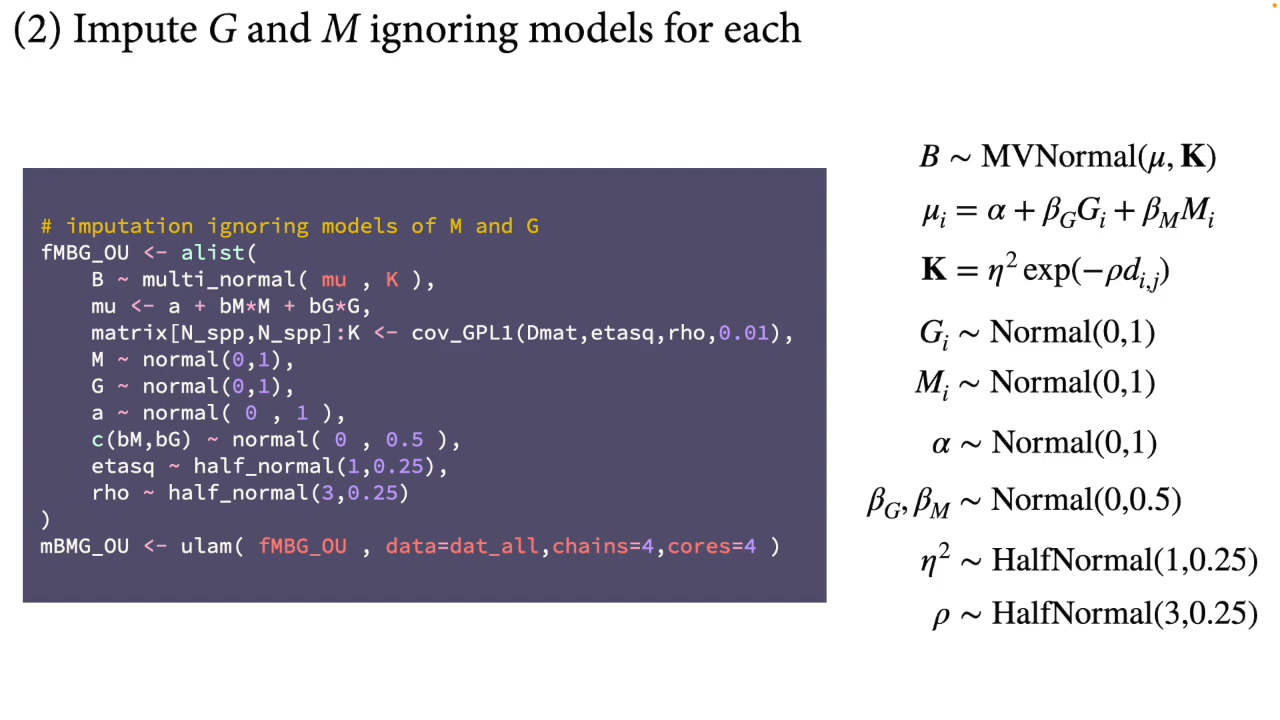 (2) Impute G and M ignoring models for each
# imputation ignoring models of M and G
fMBG_OU <- alist(
    B ~ multi_normal( mu , K ),
    mu <- a + bM*M + bG*G,
    matrix[N_spp,N_spp]:K <- cov_GPL1(Dmat,etasq,rho,0.01),
    M ~ normal(0,1),
    G ~ normal(0,1),
    a ~ normal( 0 , 1 ),
    c(bM,bG) ~ normal( 0 , 0.5 ),
    etasq ~ half_normal(1,0.25),
    rho ~ half_normal(3,0.25)
)
mBMG_OU <- ulam( fMBG_OU , data=dat_all,chains=4,cores=4 )
B ∼ MVNormal(μ, K)
μ_i = α + β_G G_i + β_M M_i
K = η² exp(−ρd_{i,j})
G_i ∼ Normal(0,1)
M_i ∼ Normal(0,1)
α ∼ Normal(0,1)
β_G, β_M ∼ Normal(0,0.5)
η² ∼ HalfNormal(1,0.25)
ρ ∼ HalfNormal(3,0.25)